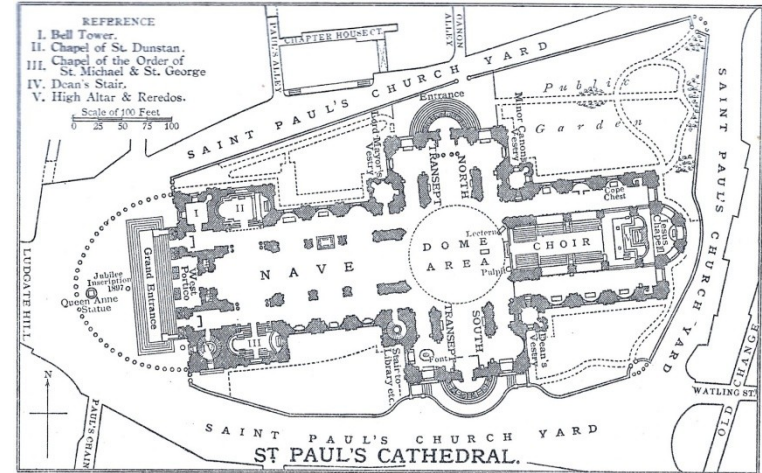 REFERENCE
I. Bell Tower.
II. Chapel of St. Dunstan.
III. Chapel of the Order of
St. Michael & St. George
IV. Dean's Stair.
V. High Altar & Reredos.
Scale of 100 Feet
0 25 50 75 100
PAUL'S ALLEY
CHAPTER HOUSE CT.
CANON
ALLEY
SAINT PAUL'S CHURCH YARD
Entrance
Public
Garden
SAINT PAUL'S CHURCH YARD
Lord Mayor's
Vestry
TRANSEPT
NORTH
Minor Canons'
Vestry
I
II
Cape
Chest
Jesus
Chapel
Lectern
DOME
AREA
CHOIR
Pulpit
NAVE
West
Portico
Grand Entrance
Jubilee
Inscription
1897
Queen Anne
Statue
LUDGATE HILL
III
TRANSEPT
SOUTH
Font
Dean's
Vestry
Stair to
Library etc.
N
PAUL'S CHAIN
WATLING ST.
OLD CHANGE
SAINT PAUL'S CHURCH YARD
ST PAUL'S CATHEDRAL.